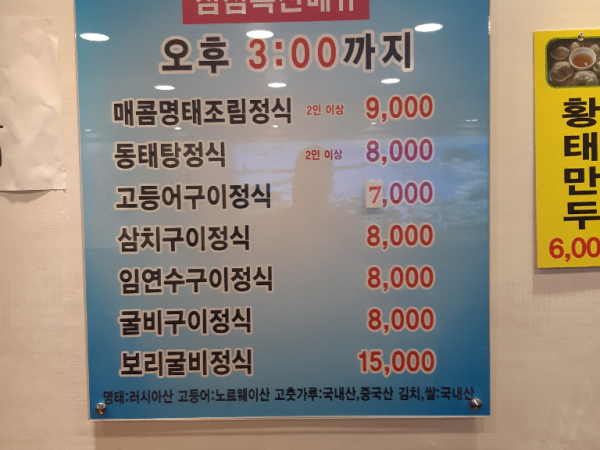 오후 3:00까지
매콤명태조림정식 2인 이상 9,000
동태탕정식 2인 이상 8,000
고등어구이정식 7,000
삼치구이정식 8,000
임연수구이정식 8,000
굴비구이정식 8,000
보리굴비정식 15,000
명태:러시아산 고등어:노르웨이산 고춧가루:국내산,중국산 김치,쌀:국내산
황태만두
6,00